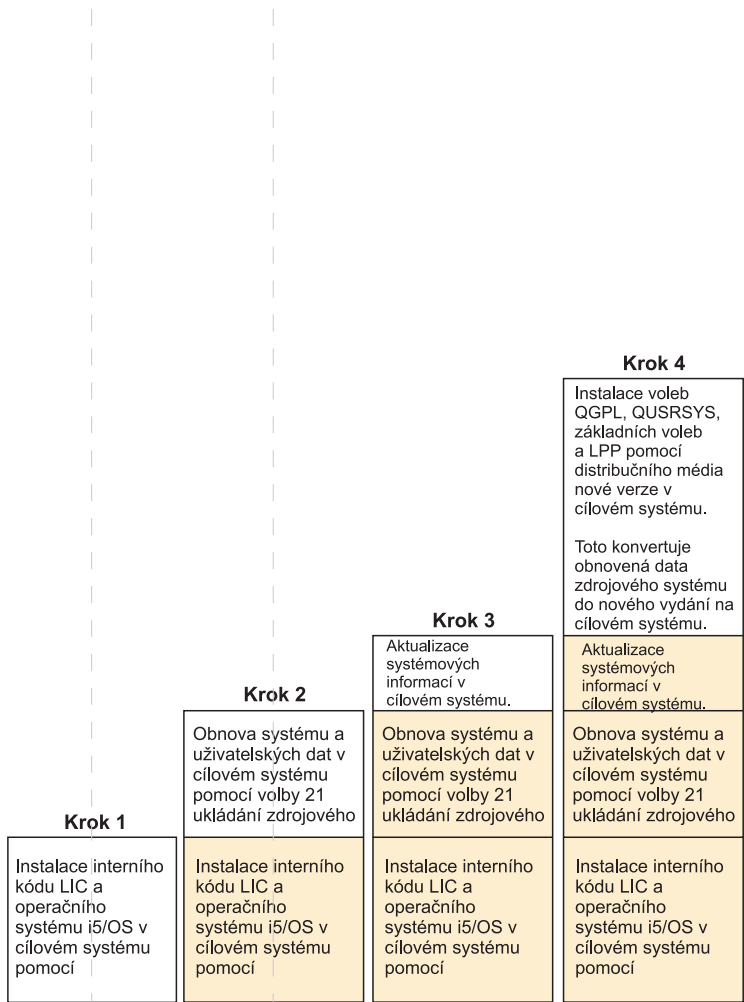 Krok 1
Instalace interního
kódu LIC a
operačního
systému i5/OS v
cílovém systému
pomocí
Krok 2
Obnova systému a
uživatelských dat v
cílovém systému
pomocí volby 21
ukládání zdrojového
Instalace interního
kódu LIC a
operačního
systému i5/OS v
cílovém systému
pomocí
Krok 3
Aktualizace
systémových
informací v
cílovém systému.
Obnova systému a
uživatelských dat v
cílovém systému
pomocí volby 21
ukládání zdrojového
Instalace interního
kódu LIC a
operačního
systému i5/OS v
cílovém systému
pomocí
Krok 4
Instalace voleb
QGPL, QUSRSYS,
základních voleb
a LPP pomocí
distribučního média
nové verze v
cílovém systému.
Toto konvertuje
obnovená data
zdrojového systému
do nového vydání na
cílovém systému.
Aktualizace
systémových
informací v
cílovém systému.
Obnova systému a
uživatelských dat v
cílovém systému
pomocí volby 21
ukládání zdrojového
Instalace interního
kódu LIC a
operačního
systému i5/OS v
cílovém systému
pomocí